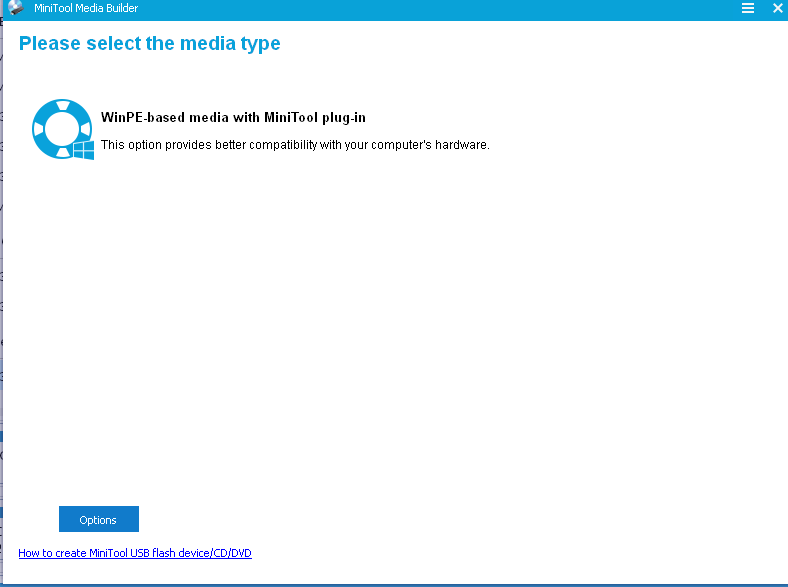 MiniTool Media Builder
Please select the media type
WinPE-based media with MiniTool plug-in
This option provides better compatibility with your computer's hardware.
Options
How to create MiniTool USB flash device/CD/DVD